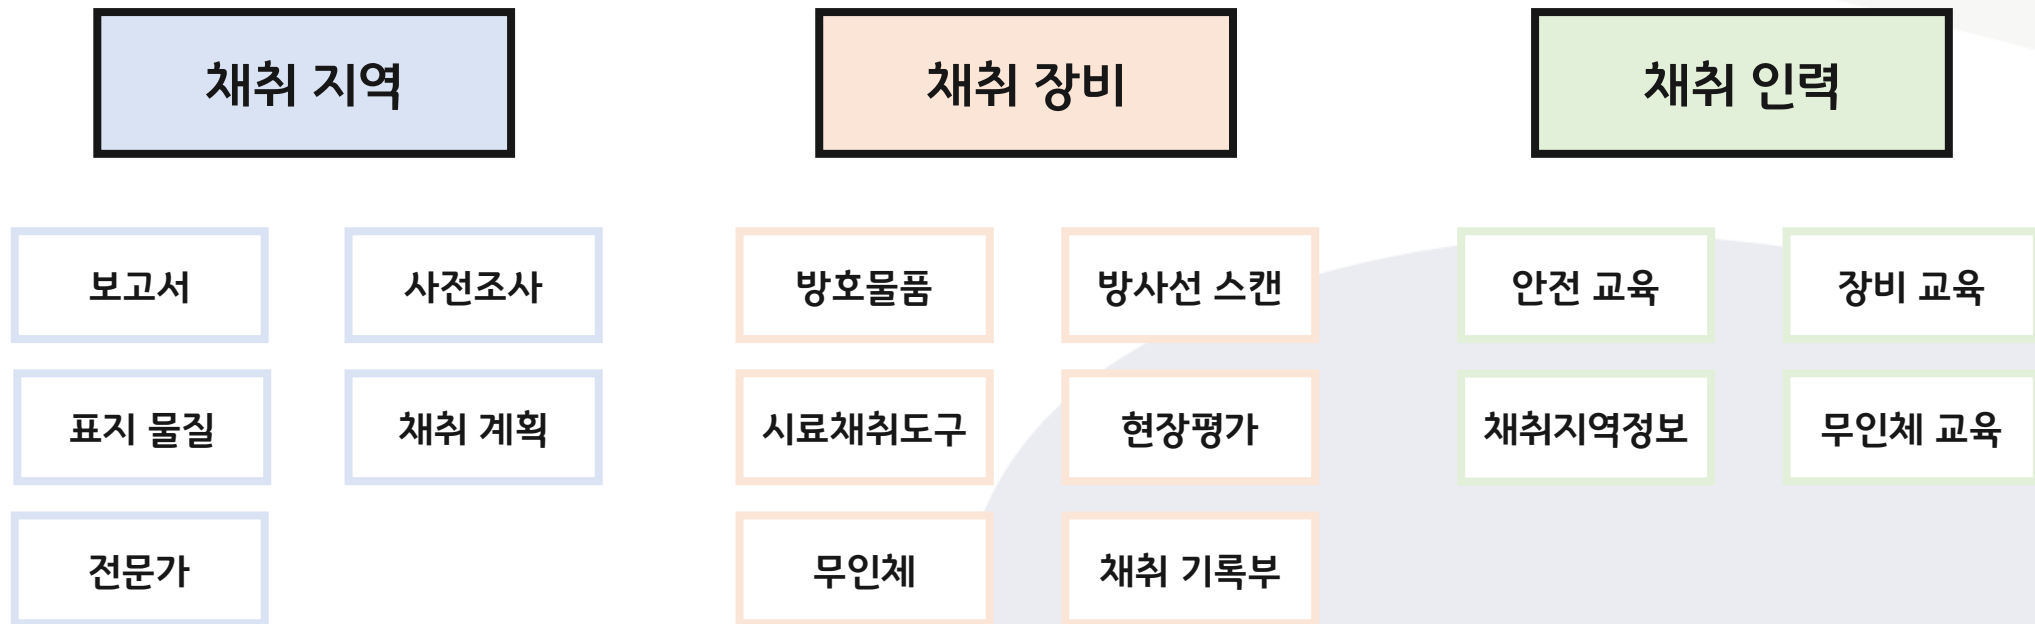 채취 지역
채취 장비
채취 인력
보고서
사전조사
방호물품
방사선 스캔
안전 교육
장비 교육
표지 물질
채취 계획
시료채취도구
현장평가
채취지역정보
무인체 교육
전문가
무인체
채취 기록부